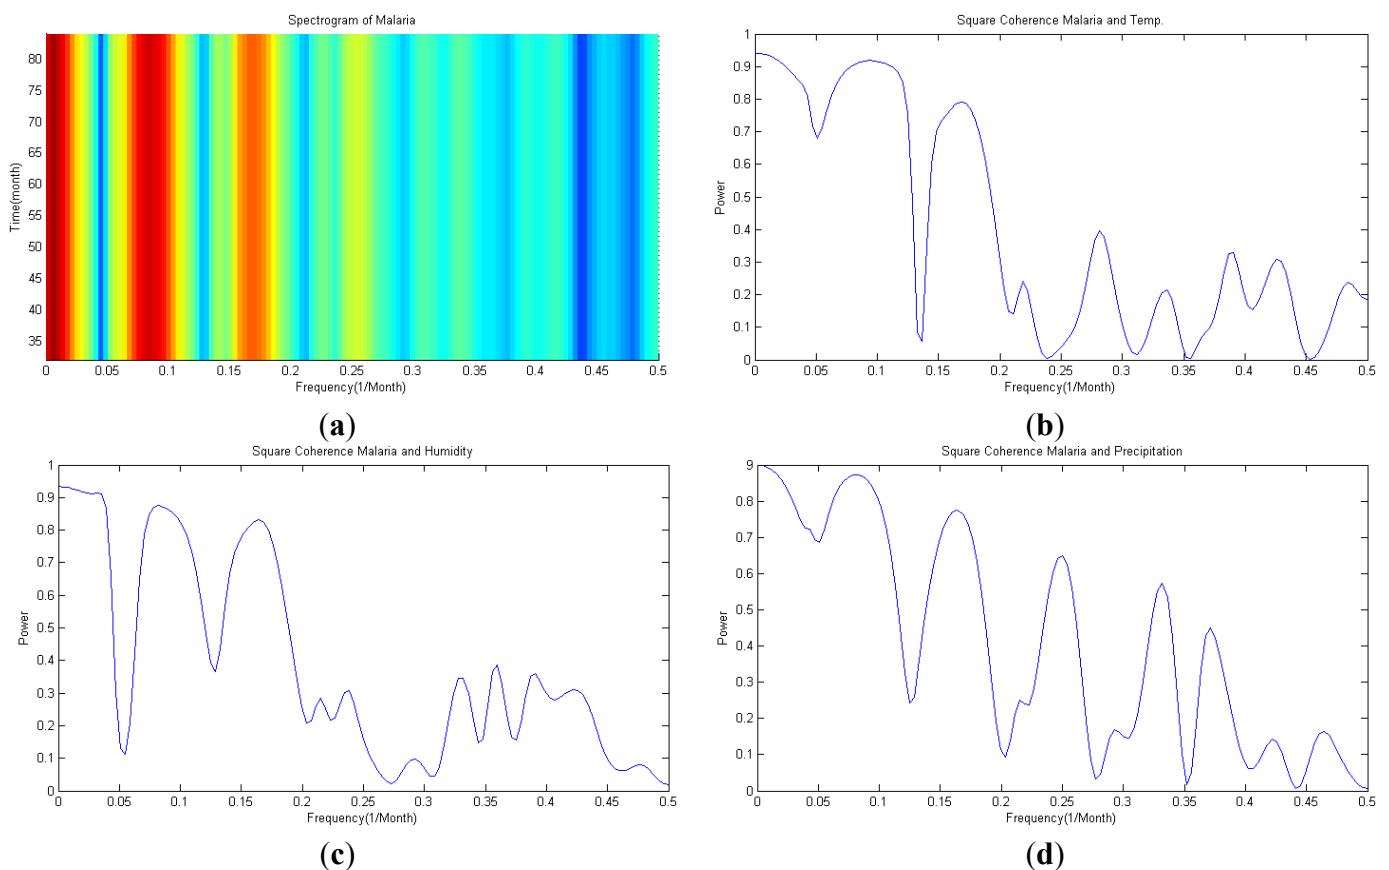 Spectrogram of Malaria
80
75
70
65
60
55
50
45
40
35
Time(month)
0 0.05 0.1 0.15 0.2 0.25 0.3 0.35 0.4 0.45 0.5
Frequency(1/Month)
(a)
Square Coherence Malaria and Temp.
1
0.9
0.8
0.7
0.6
0.5
0.4
0.3
0.2
0.1
0
Power
0 0.05 0.1 0.15 0.2 0.25 0.3 0.35 0.4 0.45 0.5
Frequency(1/Month)
(b)
Square Coherence Malaria and Humidity
1
0.9
0.8
0.7
0.6
0.5
0.4
0.3
0.2
0.1
0
Power
0 0.05 0.1 0.15 0.2 0.25 0.3 0.35 0.4 0.45 0.5
Frequency(1/Month)
(c)
Square Coherence Malaria and Precipitation
9
0.8
0.7
0.6
0.5
0.4
0.3
0.2
0.1
0
Power
0 0.05 0.1 0.15 0.2 0.25 0.3 0.35 0.4 0.45 0.5
Frequency(1/Month)
(d)